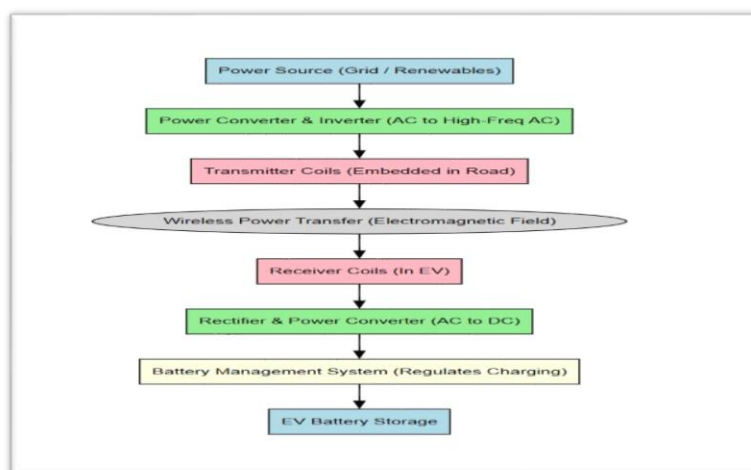 Power Source (Grid / Renewables)
Power Converter & Inverter (AC to High-Freq AC)
Transmitter Coils (Embedded in Road)
Wireless Power Transfer (Electromagnetic Field)
Receiver Coils (In EV)
Rectifier & Power Converter (AC to DC)
Battery Management System (Regulates Charging)
EV Battery Storage